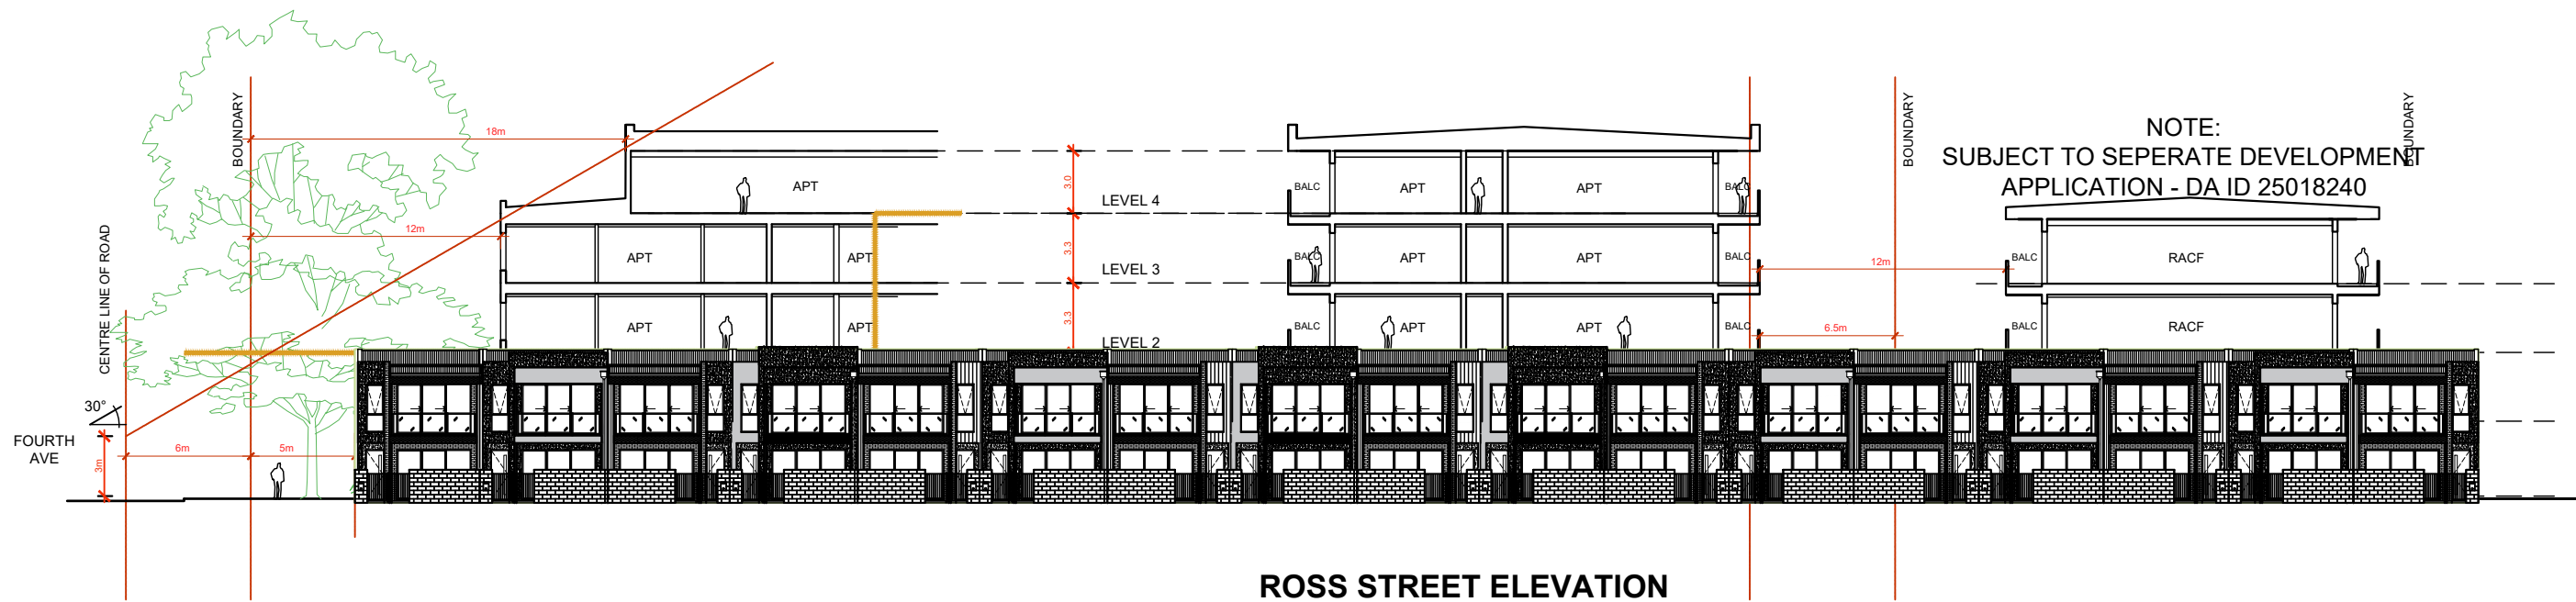 BOUNDARY
BOUNDARY
BOUNDARY
NOTE:
SUBJECT TO SEPERATE DEVELOPMENT
APPLICATION - DA ID 25018240
18m
APT
3.0
LEVEL 4
BALC
APT
APT
BALC
12m
CENTRE LINE OF ROAD
APT
APT
3.3
LEVEL 3
BALC
APT
APT
BALC
12m
BALC
RACF
APT
APT
3.3
LEVEL 2
BALC
APT
APT
BALC
6.5m
BALC
RACF
30°
FOURTH
AVE
3m
6m
5m
ROSS STREET ELEVATION